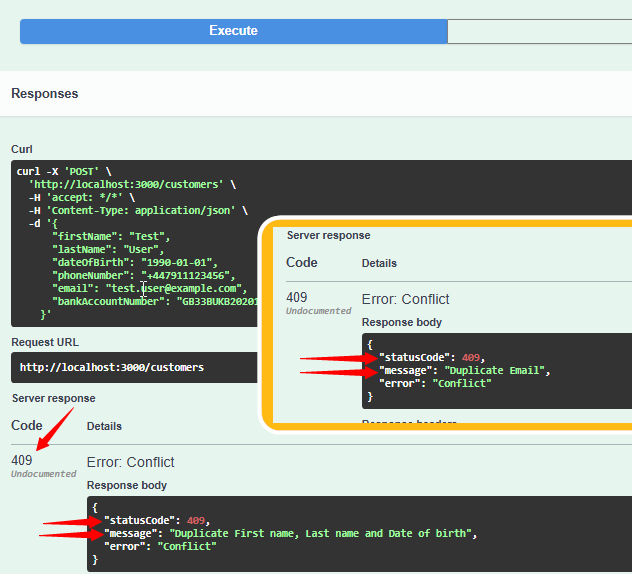 Execute
Responses
Curl
curl -X 'POST' \
'http://localhost:3000/customers' \
-H 'accept: */*' \
-H 'Content-Type: application/json' \
-d '{
"firstName": "Test",
"lastName": "User",
"dateOfBirth": "1990-01-01",
"phoneNumber": "+447911123456",
"email": "test.user@example.com",
"bankAccountNumber": "GB33BUKB20201
}'
Request URL
http://localhost:3000/customers
Server response
Code Details
409 Error: Conflict
Undocumented
Response body
{
"statusCode": 409,
"message": "Duplicate First name, Last name and Date of birth",
"error": "Conflict"
}
Server response
Code Details
409 Error: Conflict
Undocumented
Response body
{
"statusCode": 409,
"message": "Duplicate Email",
"error": "Conflict"
}
Response headers